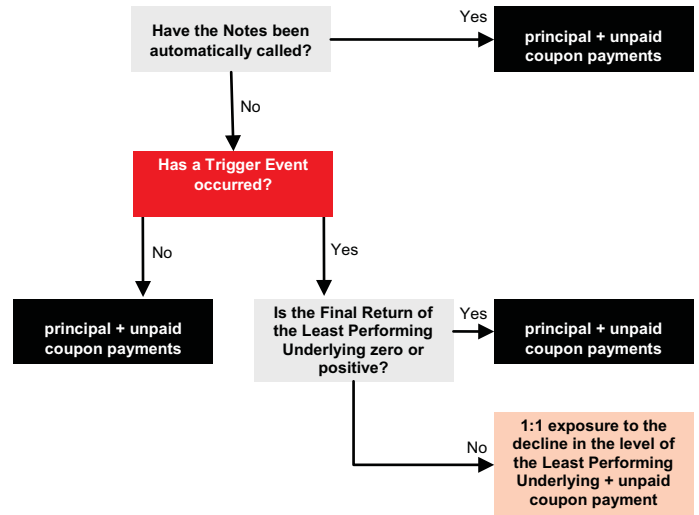 Have the Notes been
automatically called?
Yes
principal + unpaid
coupon payments
No
Has a Trigger Event
occurred?
No
Yes
principal + unpaid
coupon payments
Is the Final Return of
the Least Performing
Underlying zero or
positive?
Yes
principal + unpaid
coupon payments
No
1:1 exposure to the
decline in the level of
the Least Performing
Underlying + unpaid
coupon payment